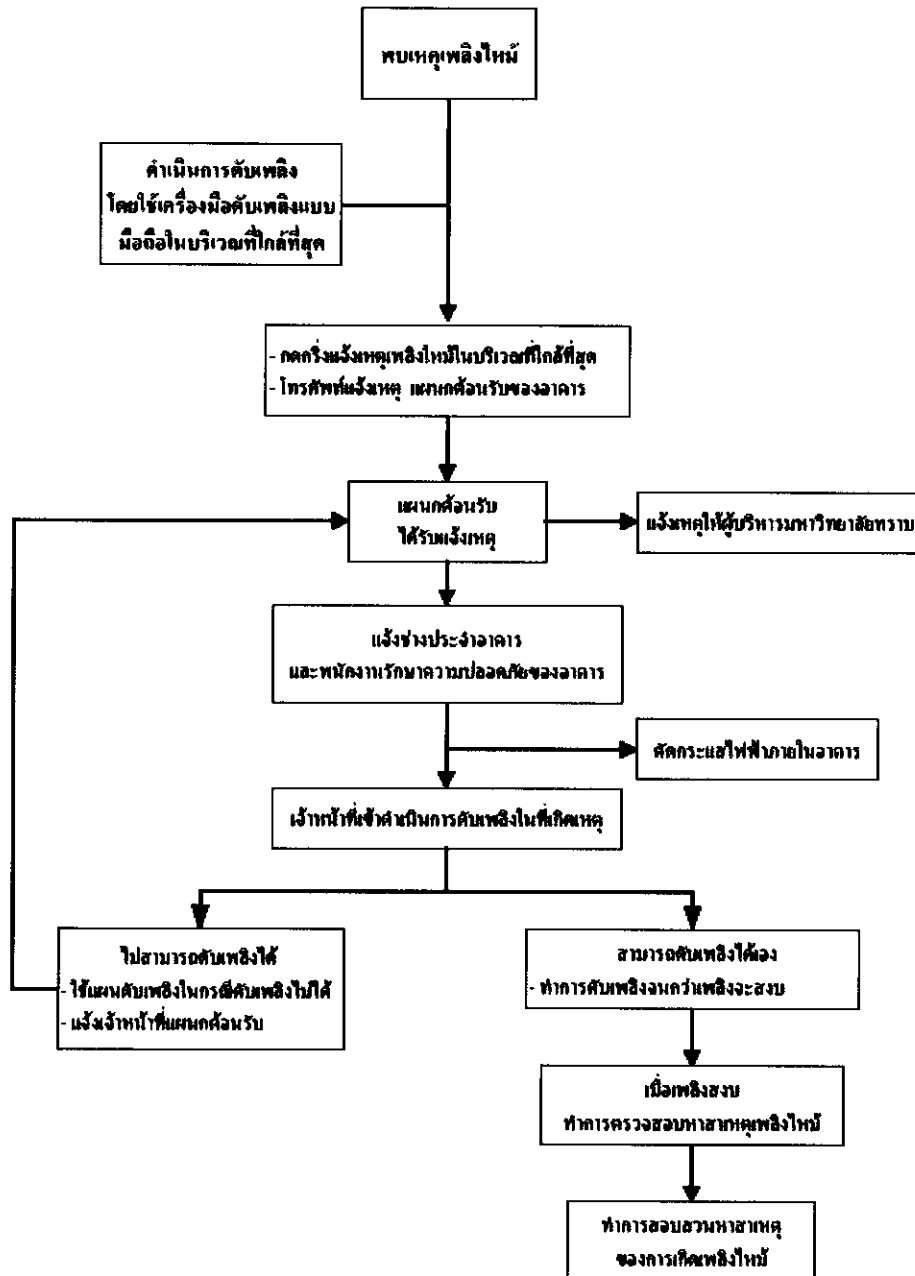 พบเหตุเพลิงไหม้
ดำเนินการดับเพลิง
โดยใช้เครื่องมือดับเพลิงแบบ
มือถือในบริเวณที่ใกล้ที่สุด
- กดกริ่งแจ้งเหตุเพลิงไหม้ในบริเวณที่ใกล้ที่สุด
- โทรศัพท์แจ้งเหตุ แผนกต้อนรับของอาคาร
แผนกต้อนรับ
ได้รับแจ้งเหตุ
แจ้งเหตุให้ผู้บริหารมหาวิทยาลัยทราบ
แจ้งช่างประจำอาคาร
และพนักงานรักษาความปลอดภัยของอาคาร
ตัดกระแสไฟฟ้าภายในอาคาร
เจ้าหน้าที่เข้าดำเนินการดับเพลิงในที่เกิดเหตุ
ไปสามารถดับเพลิงได้
- ใช้แผนดับเพลิงในกรณีดับเพลิงไม่ได้
- แจ้งเจ้าหน้าที่แผนกต้อนรับ
สามารถดับเพลิงได้เอง
- ทำการดับเพลิงจนกว่าเพลิงจะสงบ
เมื่อเพลิงสงบ
ทำการตรวจสอบหาสาเหตุเพลิงไหม้
ทำการสอบสวนหาสาเหตุ
ของการเกิดเพลิงไหม้